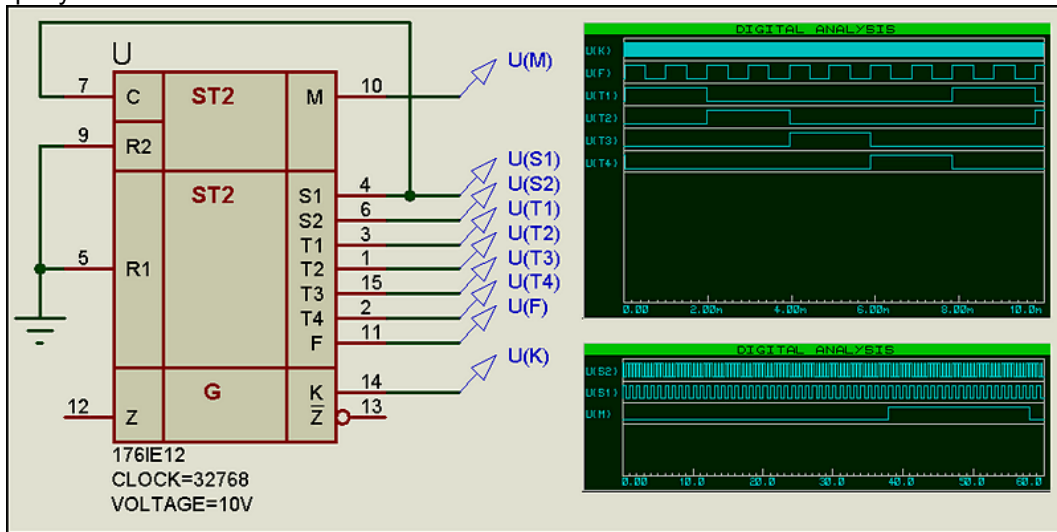 U
7
C
ST2
M
10
U(M)
9
R2
ST2
S1
4
U(S1)
S2
6
U(S2)
T1
3
U(T1)
5
R1
T2
1
U(T2)
T3
15
U(T3)
T4
2
U(T4)
F
11
U(F)
G
K
14
U(K)
12
Z
Z
13
176IE12
CLOCK=32768
VOLTAGE=10V
DIGITAL ANALYSIS
U(K)
U(F)
U(T1)
U(T2)
U(T3)
U(T4)
0.00 2.00m 4.00m 6.00m 8.00m 10.0m
DIGITAL ANALYSIS
U(S2)
U(S1)
U(M)
0.00 10.0 20.0 30.0 40.0 50.0 60.0